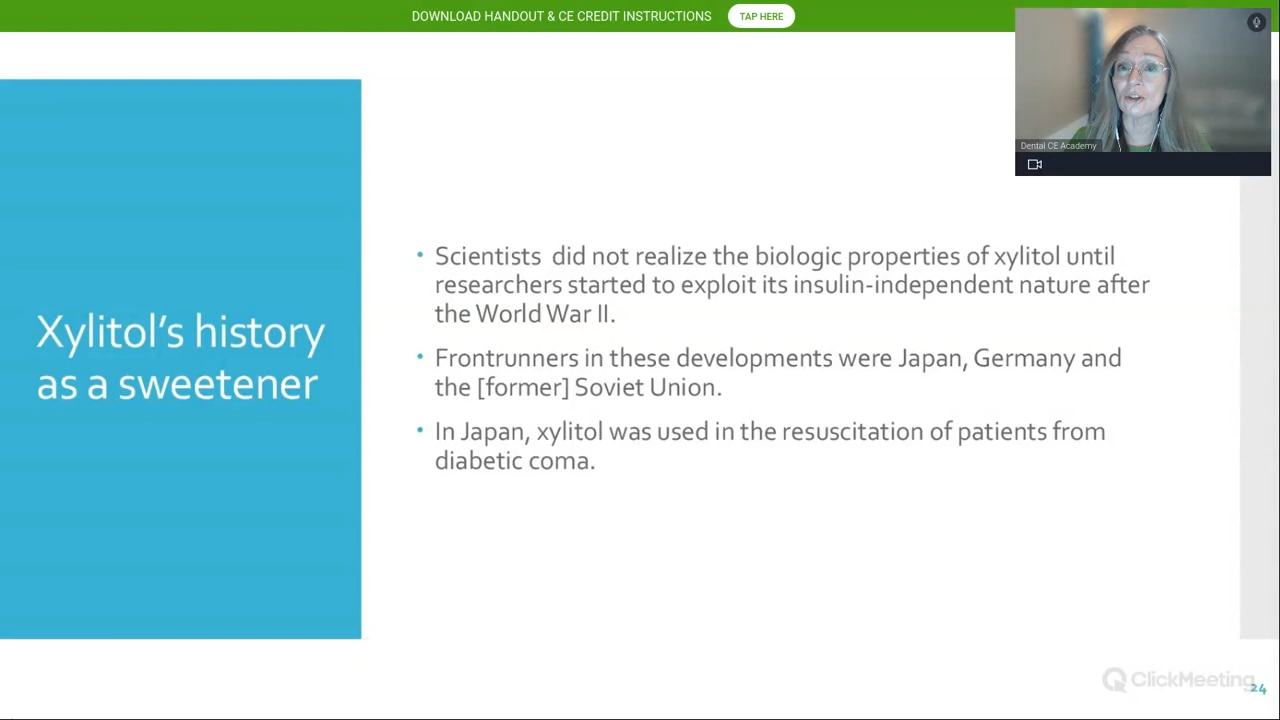 DOWNLOAD HANDOUT & CE CREDIT INSTRUCTIONS TAP HERE
Dental CE Academy
Xylitol's history
as a sweetener
• Scientists  did not realize the biologic properties of xylitol until
researchers started to exploit its insulin-independent nature after
the World War II.
• Frontrunners in these developments were Japan, Germany and
the [former] Soviet Union.
• In Japan, xylitol was used in the resuscitation of patients from
diabetic coma.
ClickMeeting
24